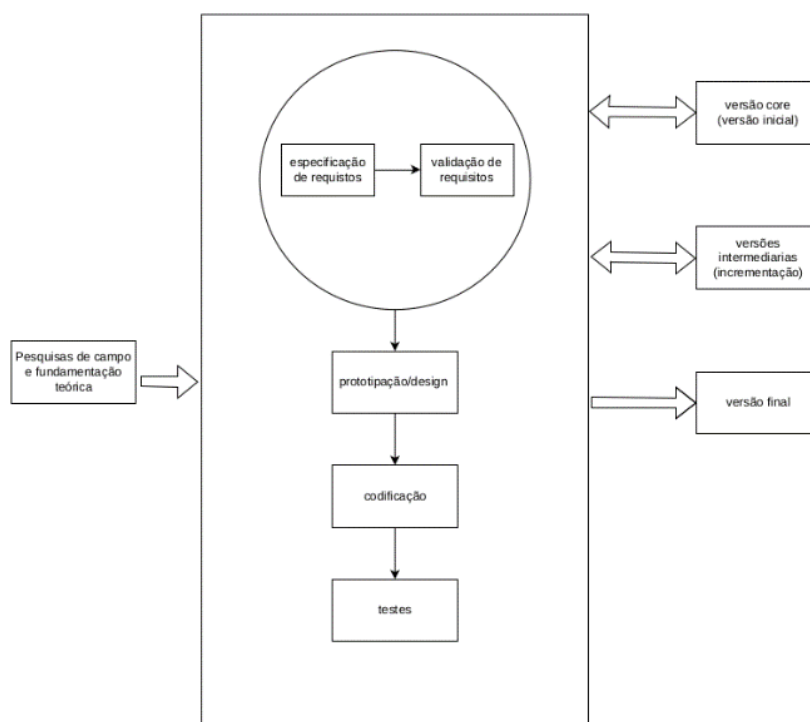 especificação
de requistos
validação de
requisitos
versão core
(versão inicial)
versões
intermediarias
(incrementação)
Pesquisas de campo
e fundamentação
teórica
prototipação/design
versão final
codificação
testes